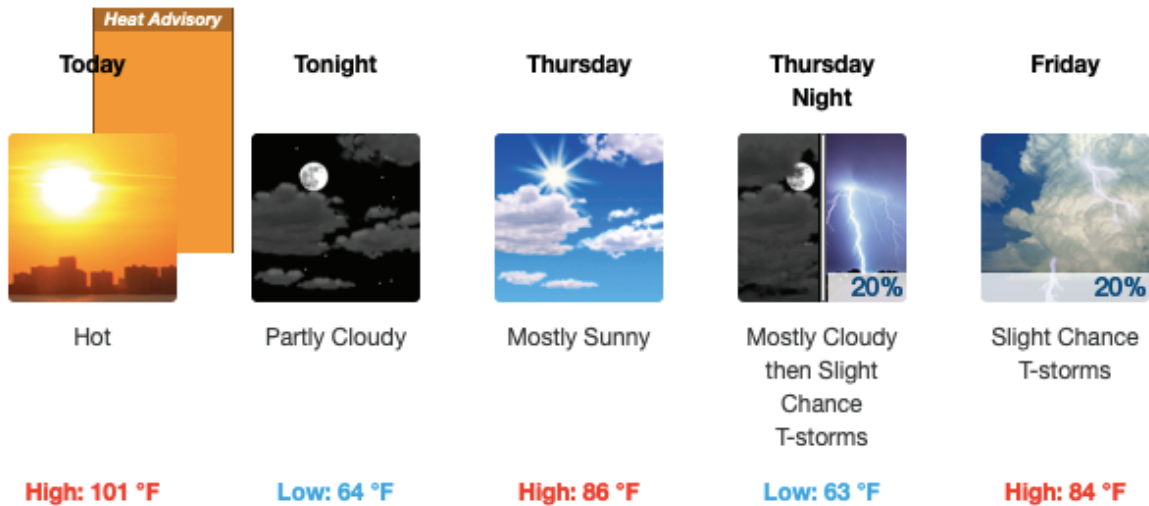 Heat Advisory
Today
Tonight
Thursday
Thursday
Night
Friday
20%
20%
Hot
Partly Cloudy
Mostly Sunny
Mostly Cloudy
then Slight
Chance
T-storms
Slight Chance
T-storms
High: 101 °F
Low: 64 °F
High: 86 °F
Low: 63 °F
High: 84 °F